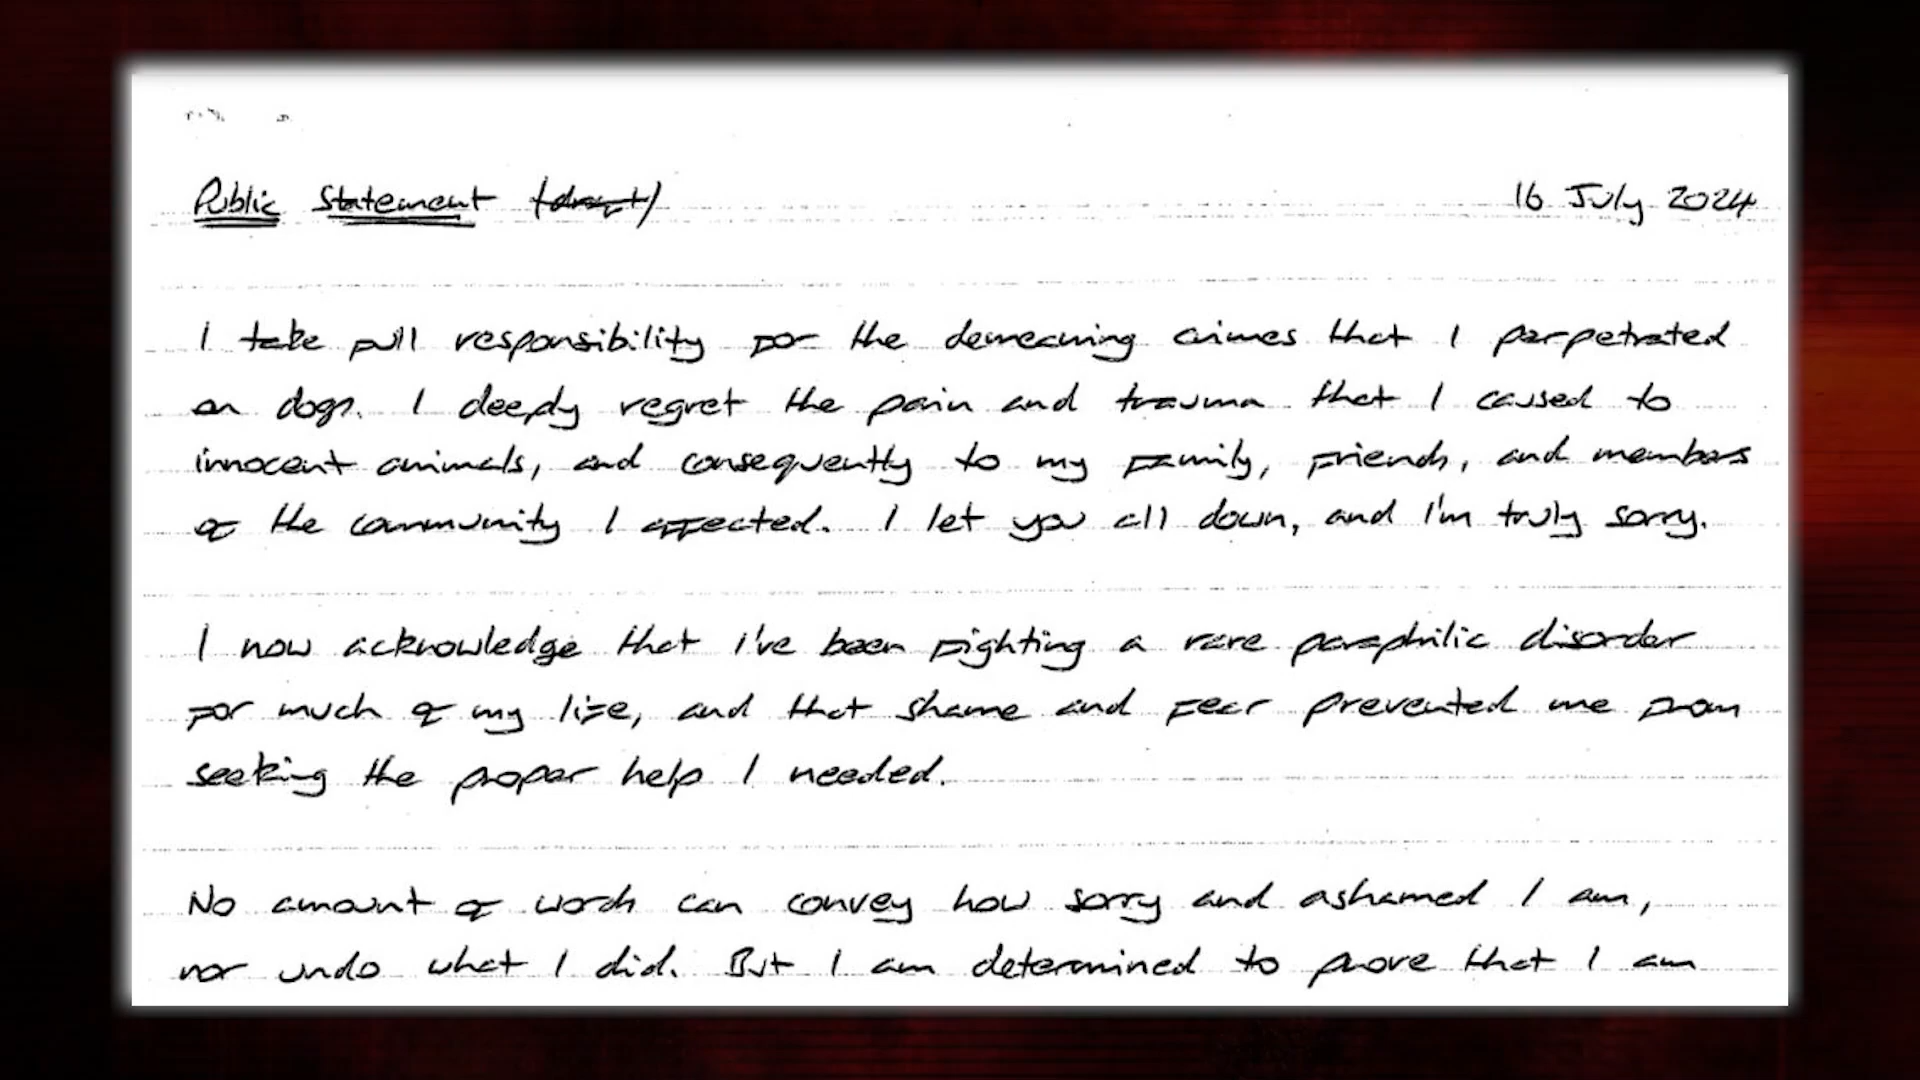 Public Statement (draft) 16 July 2024
I take full responsibility for the demeaning crimes that I perpetrated
on dogs. I deeply regret the pain and trauma that I caused to
innocent animals, and consequently to my family, friends, and members
of the community I affected. I let you all down, and I'm truly sorry.
I now acknowledge that I've been fighting a rare paraphilic disorder
for much of my life, and that shame and fear prevented me from
seeking the proper help I needed.
No amount of words can convey how sorry and ashamed I am,
nor undo what I did. But I am determined to prove that I am